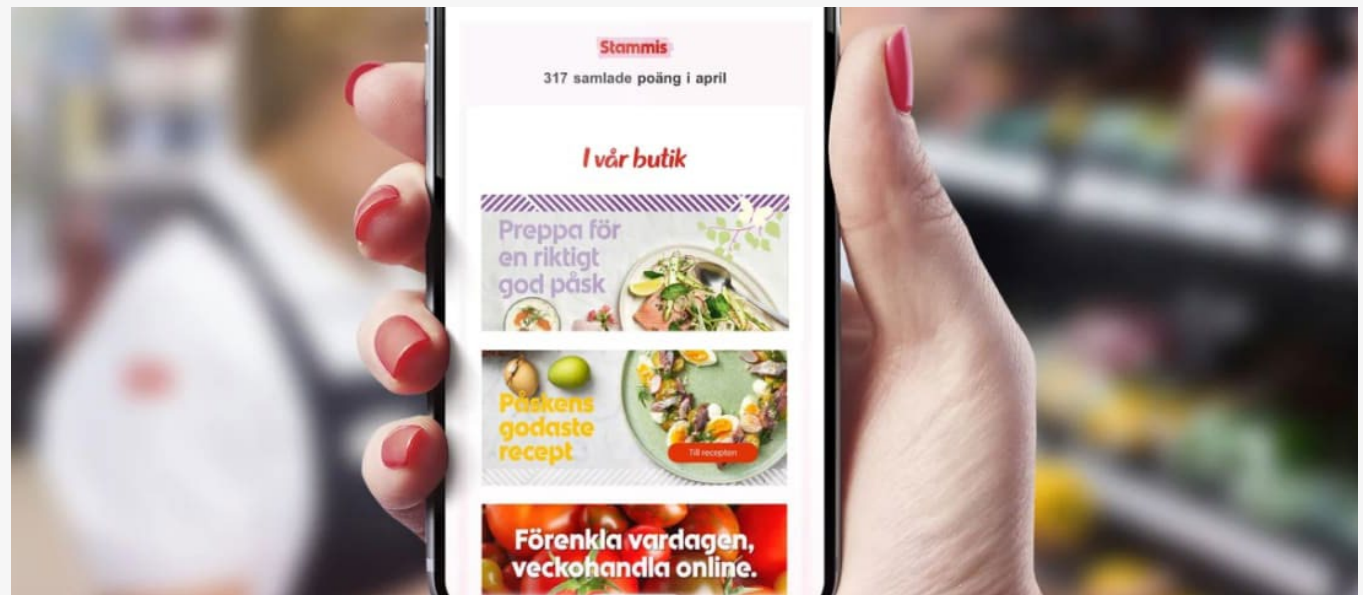 Stammis
317 samlade poäng i april
I vår butik
Preppa för
en riktigt
god påsk
Påskens
godaste
recept
Till recepten
Förenkla vardagen,
veckohandla online.